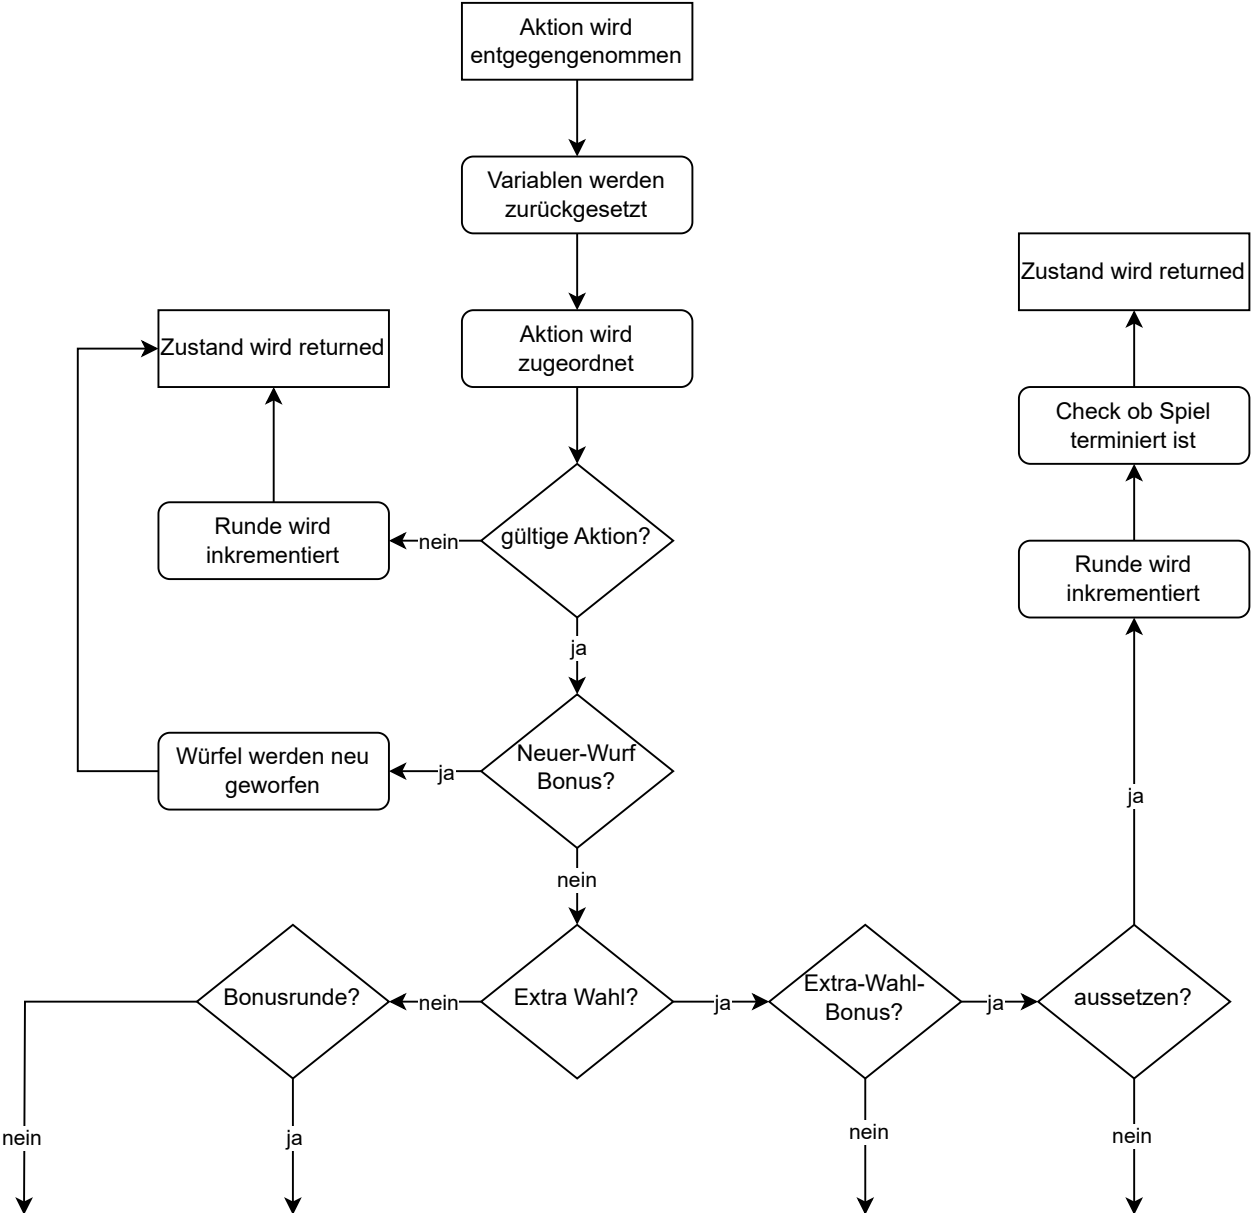 Aktion wird
entgegengenommen
Variablen werden
zurückgesetzt
Aktion wird
zugeordnet
Zustand wird returned
Zustand wird returned
Check ob Spiel
terminiert ist
Runde wird
inkrementiert
nein
gültige Aktion?
Runde wird
inkrementiert
ja
Würfel werden neu
geworfen
ja
Neuer-Wurf
Bonus?
ja
nein
Bonusrunde?
nein
Extra Wahl?
ja
Extra-Wahl-
Bonus?
ja
aussetzen?
nein
ja
nein
nein